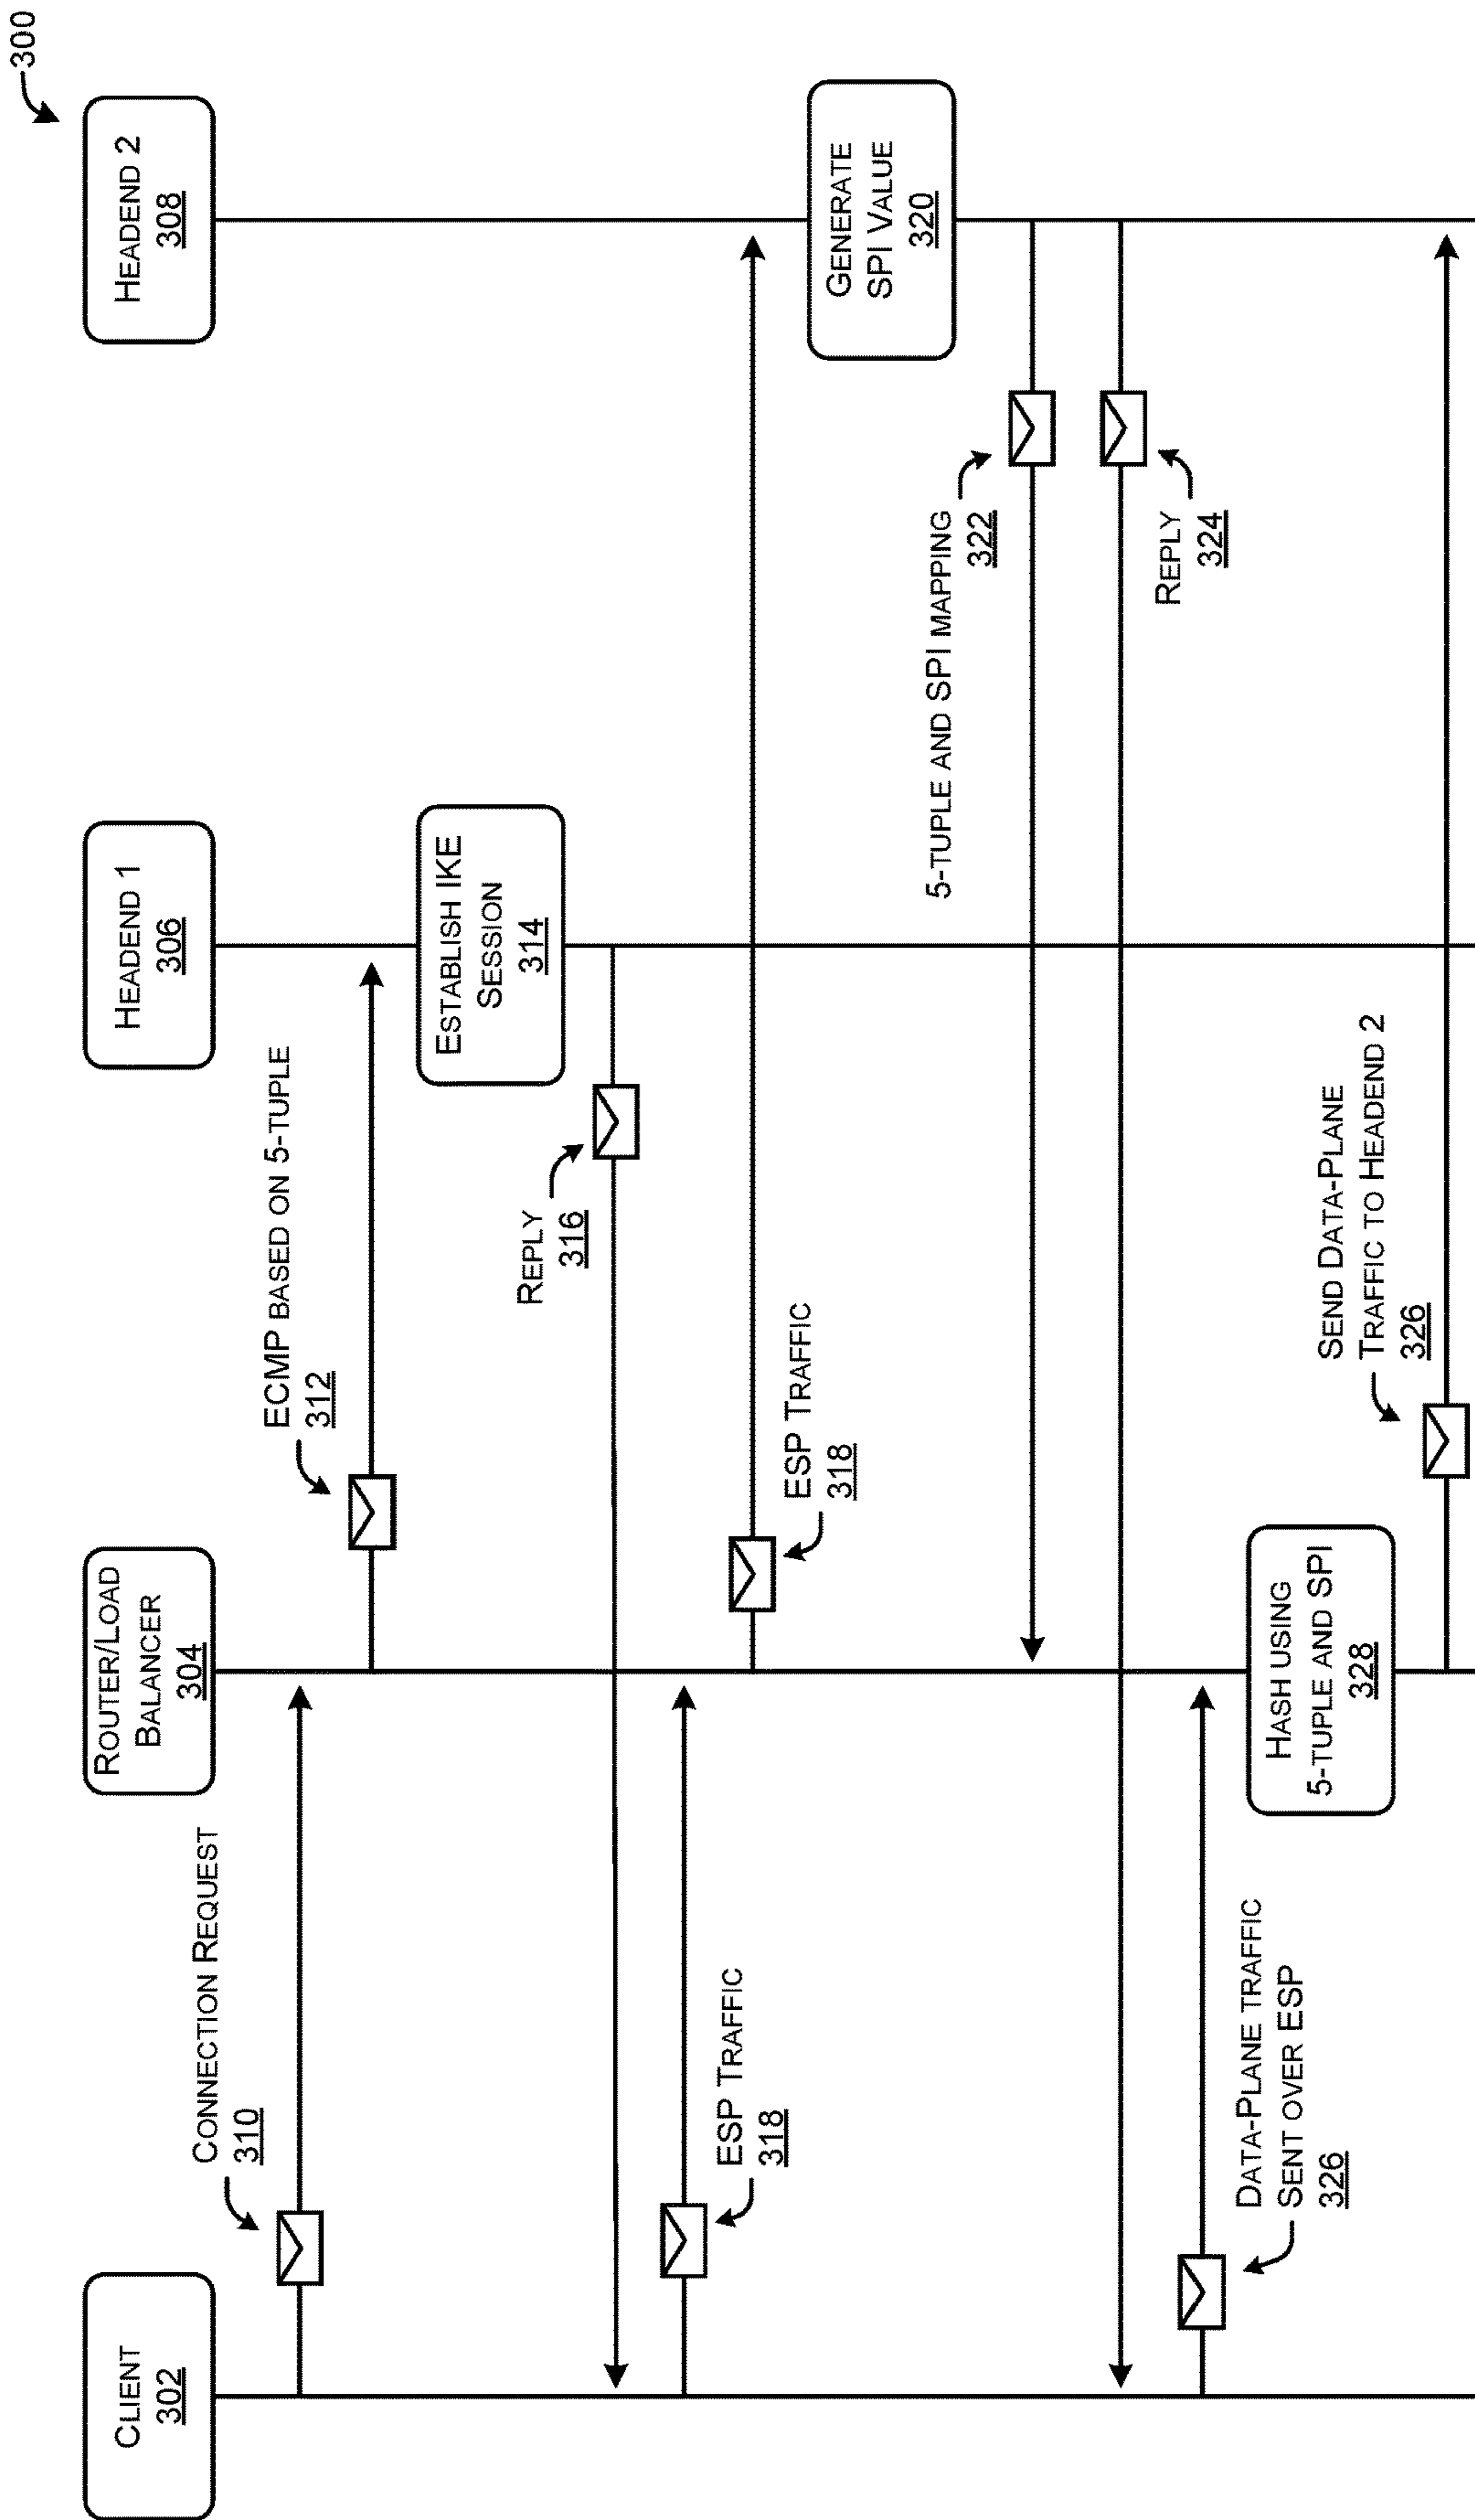 300
CLIENT
302
ROUTER/LOAD
BALANCER
304
HEADEND 1
306
HEADEND 2
308
CONNECTION REQUEST
310
ECMP BASED ON 5-TUPLE
312
ESTABLISH IKE
SESSION
314
REPLY
316
ESP TRAFFIC
318
ESP TRAFFIC
318
GENERATE
SPI VALUE
320
5-TUPLE AND SPI MAPPING
322
REPLY
324
DATA-PLANE TRAFFIC
SENT OVER ESP
326
HASH USING
5-TUPLE AND SPI
328
SEND DATA-PLANE
TRAFFIC TO HEADEND 2
326